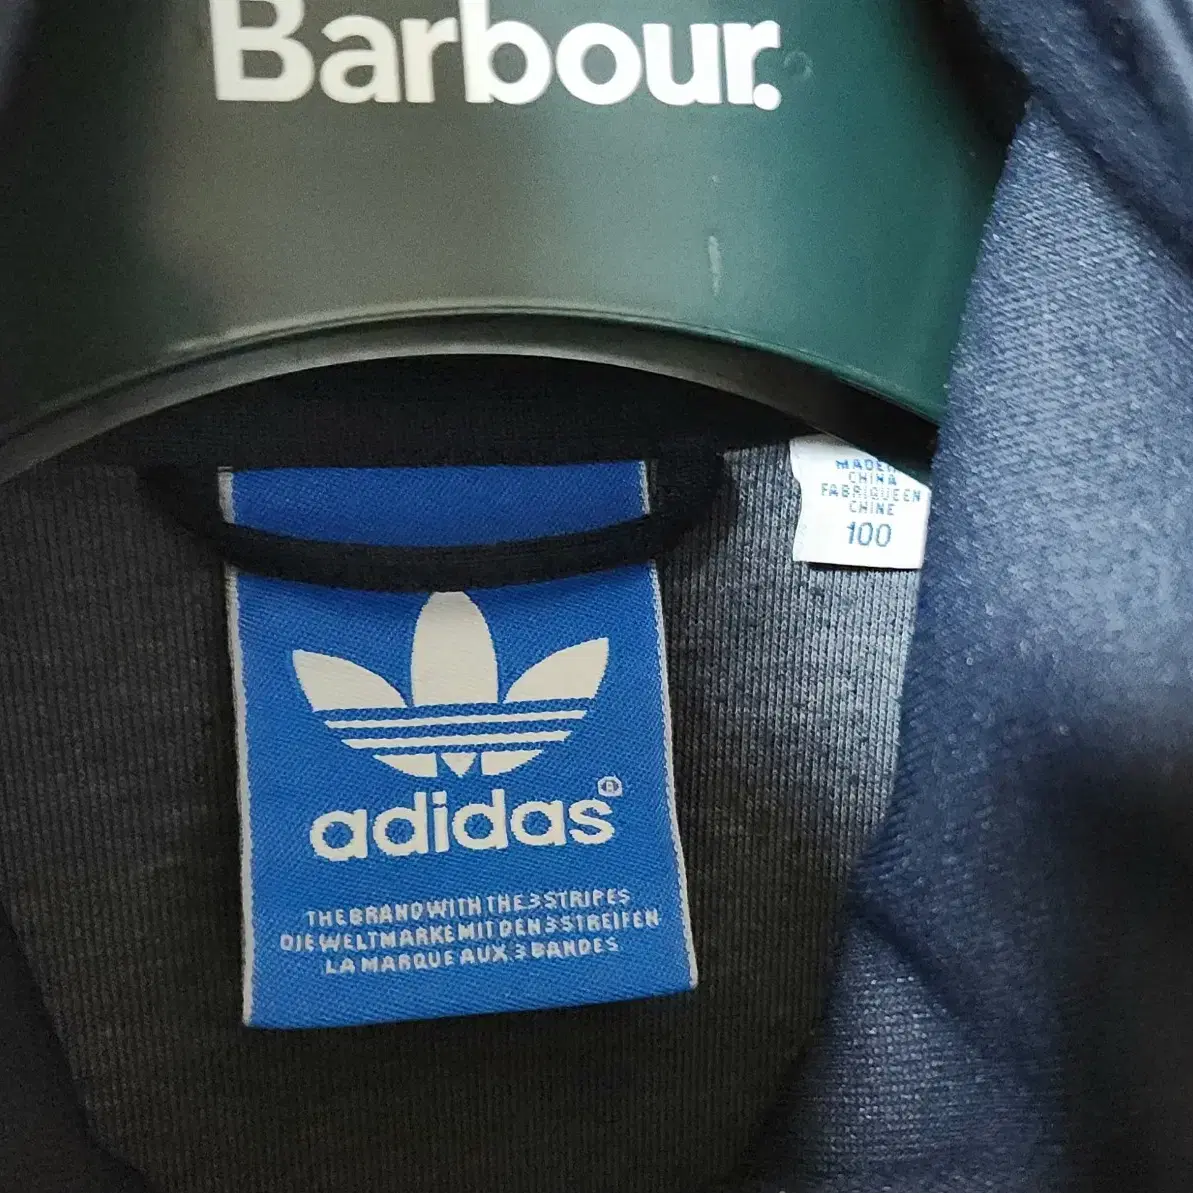 Barbour.
MADE IN
CHINA
FABRIQUE EN
CHINE
100
adidas®
THE BRAND WITH THE 3 STRIPES
DIE WELTMARKE MIT DEN 3 STREIFEN
LA MARQUE AUX 3 BANDES